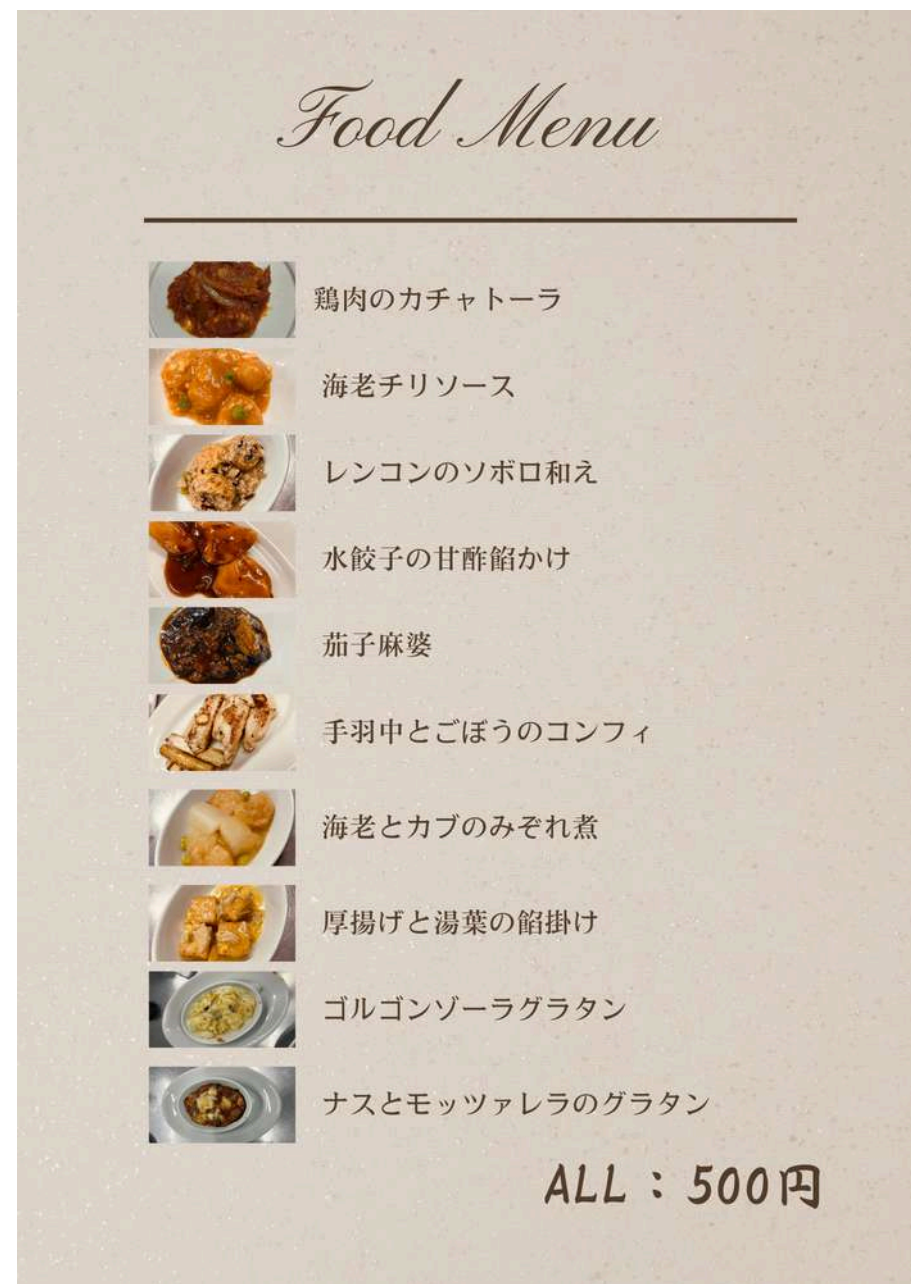 Food Menu
鶏肉のカチャトーラ
海老チリソース
レンコンのソボロ和え
水餃子の甘酢餡かけ
茄子麻婆
手羽中とごぼうのコンフィ
海老とカブのみぞれ煮
厚揚げと湯葉の餡掛け
ゴルゴンゾーラグラタン
ナスとモッツァレラのグラタン
ALL：500円